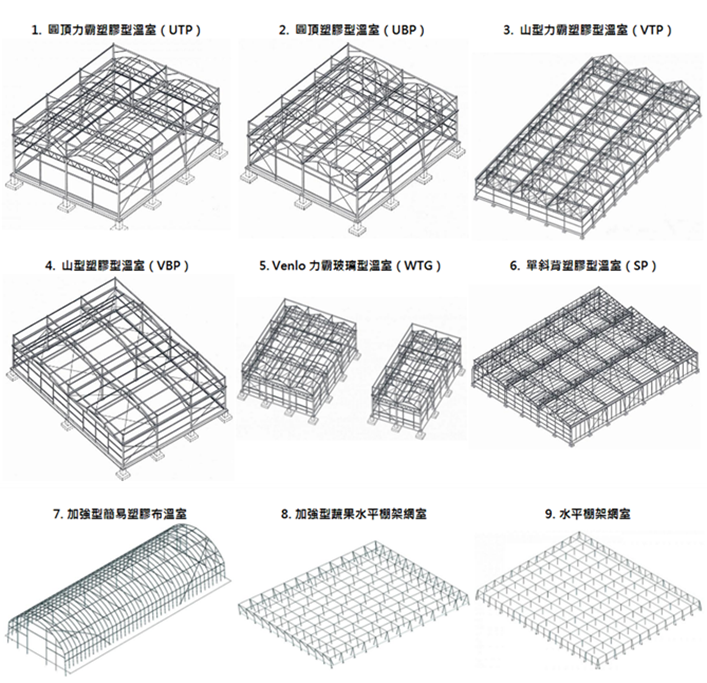 1. 圓頂力霸塑膠型溫室（UTP）
2. 圓頂塑膠型溫室（UBP）
3. 山型力霸塑膠型溫室（VTP）
4. 山型塑膠型溫室（VBP）
5. Venlo 力霸玻璃型溫室（WTG）
6. 單斜背塑膠型溫室（SP）
7. 加強型簡易塑膠布溫室
8. 加強型蔬果水平棚架網室
9. 水平棚架網室